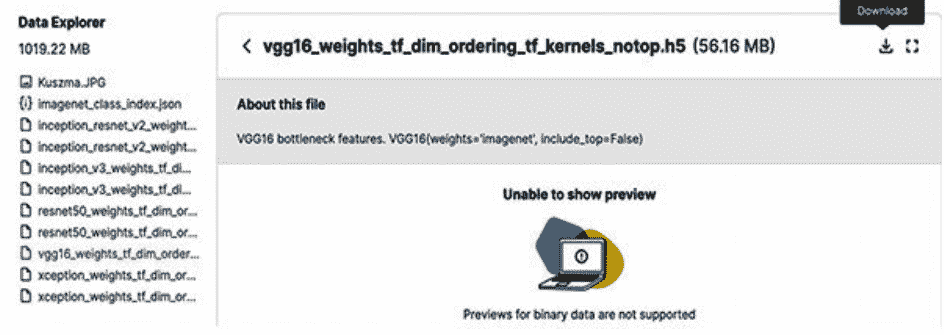 Data Explorer
1019.22 MB
Kuszma.JPG
imagenet_class_index.json
inception_resnet_v2_weight...
inception_resnet_v2_weight...
inception_v3_weights_tf_di...
inception_v3_weights_tf_di...
resnet50_weights_tf_dim_or...
resnet50_weights_tf_dim_or...
vgg16_weights_tf_dim_order...
xception_weights_tf_dim_or...
xception_weights_tf_dim_or...
Download
vgg16_weights_tf_dim_ordering_tf_kernels_notop.h5 (56.16 MB)
About this file
VGG16 bottleneck features. VGG16(weights='imagenet', include_top=False)
Unable to show preview
Previews for binary data are not supported